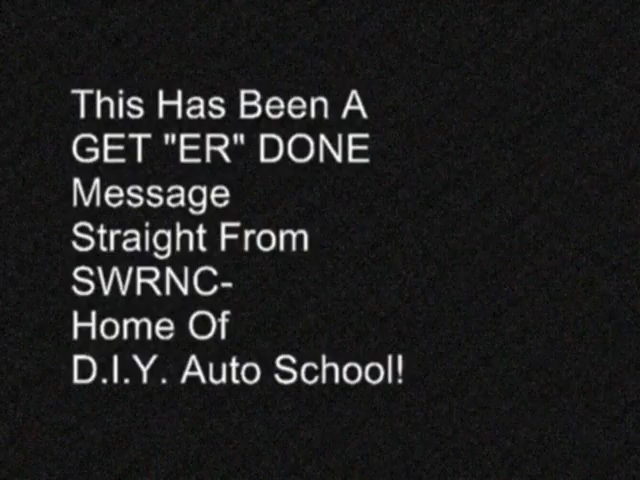 This Has Been A
GET "ER" DONE
Message
Straight From
SWRNC-
Home Of
D.I.Y. Auto School!